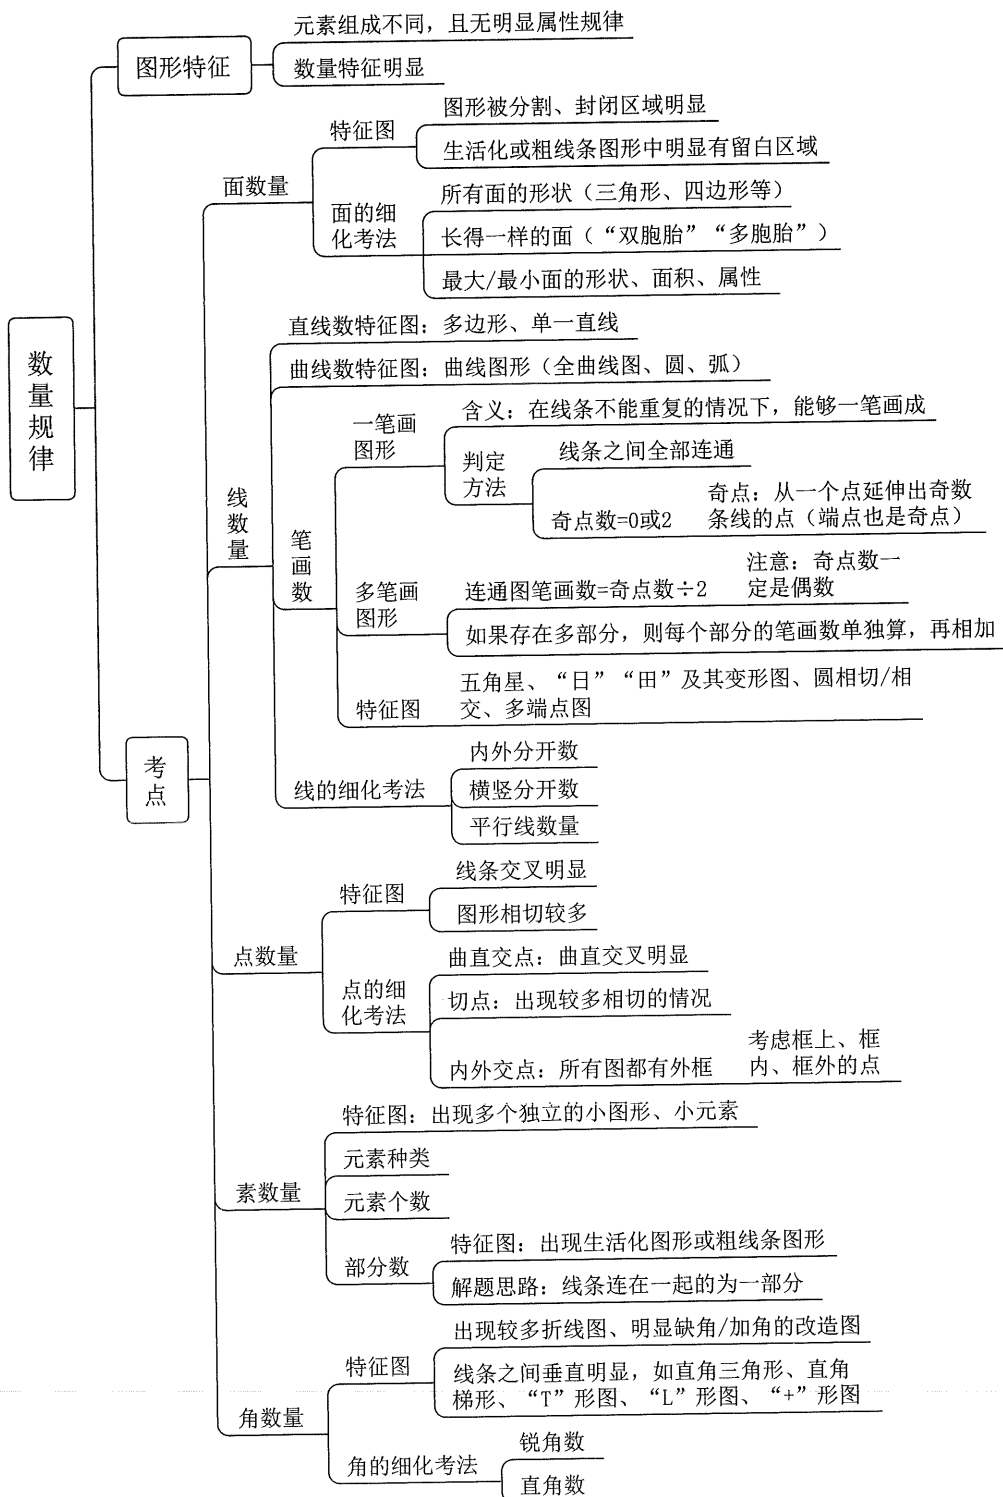 元素组成不同，且无明显属性规律
图形特征
数量特征明显
图形被分割、封闭区域明显
特征图
生活化或粗线条图形中明显有留白区域
面数量
所有面的形状（三角形、四边形等）
面的细
化考法
长得一样的面（“双胞胎”“多胞胎”）
最大/最小面的形状、面积、属性
直线数特征图：多边形、单一直线
数量规律
曲线数特征图：曲线图形（全曲线图、圆、弧）
含义：在线条不能重复的情况下，能够一笔画成
一笔画
图形
线条之间全部连通
判定
方法
奇点：从一个点延伸出奇数
条线的点（端点也是奇点）
奇点数=0或2
线数量
笔画数
注意：奇点数一
定是偶数
连通图笔画数=奇点数÷2
多笔画
图形
如果存在多部分，则每个部分的笔画数单独算，再相加
五角星、“日”“田”及其变形图、圆相切/相
交、多端点图
特征图
考点
内外分开数
线的细化考法
横竖分开数
平行线数量
线条交叉明显
特征图
图形相切较多
点数量
曲直交点：曲直交叉明显
点的细
化考法
切点：出现较多相切的情况
内外交点：所有图都有外框
考虑框上、框
内、框外的点
特征图：出现多个独立的小图形、小元素
元素种类
素数量
元素个数
特征图：出现生活化图形或粗线条图形
部分数
解题思路：线条连在一起的为一部分
出现较多折线图、明显缺角/加角的改造图
特征图
线条之间垂直明显，如直角三角形、直角
梯形、“T”形图、“L”形图、“+”形图
角数量
锐角数
角的细化考法
直角数